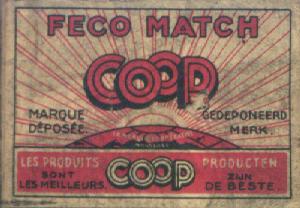 FECO MATCH
COOP
MARQUE DÉPOSÉE.
GEDEPONEERD MERK.
LES PRODUITS COOP PRODUCTEN
SONT LES MEILLEURS. ZIJN DE BESTE.